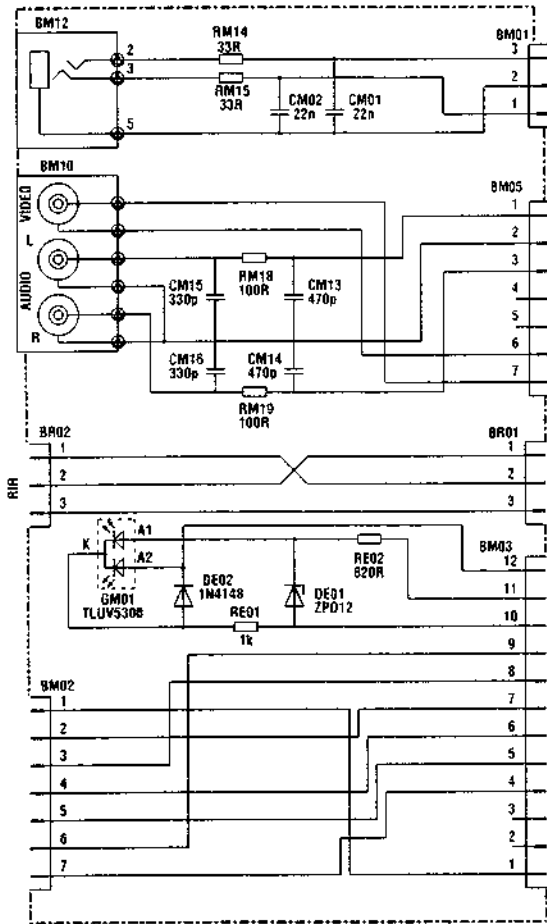 BM12
2
3
5
RM14
33R
RM15
33R
CM02
22n
CM01
22n
BM01
3
2
1
BM10
VIDEO
L
AUDIO
R
CM15
330p
RM18
100R
CM13
470p
CM16
330p
CM14
470p
RM19
100R
BM05
1
2
3
4
5
6
7
BR02
1
2
3
BR01
1
2
3
K
A1
A2
GM01
TLUV5300
DE02
1N4148
RE01
1k
DE01
ZPD12
RE02
820R
BM03
12
11
10
9
8
7
6
5
4
3
2
1
BM02
1
2
3
4
5
6
7